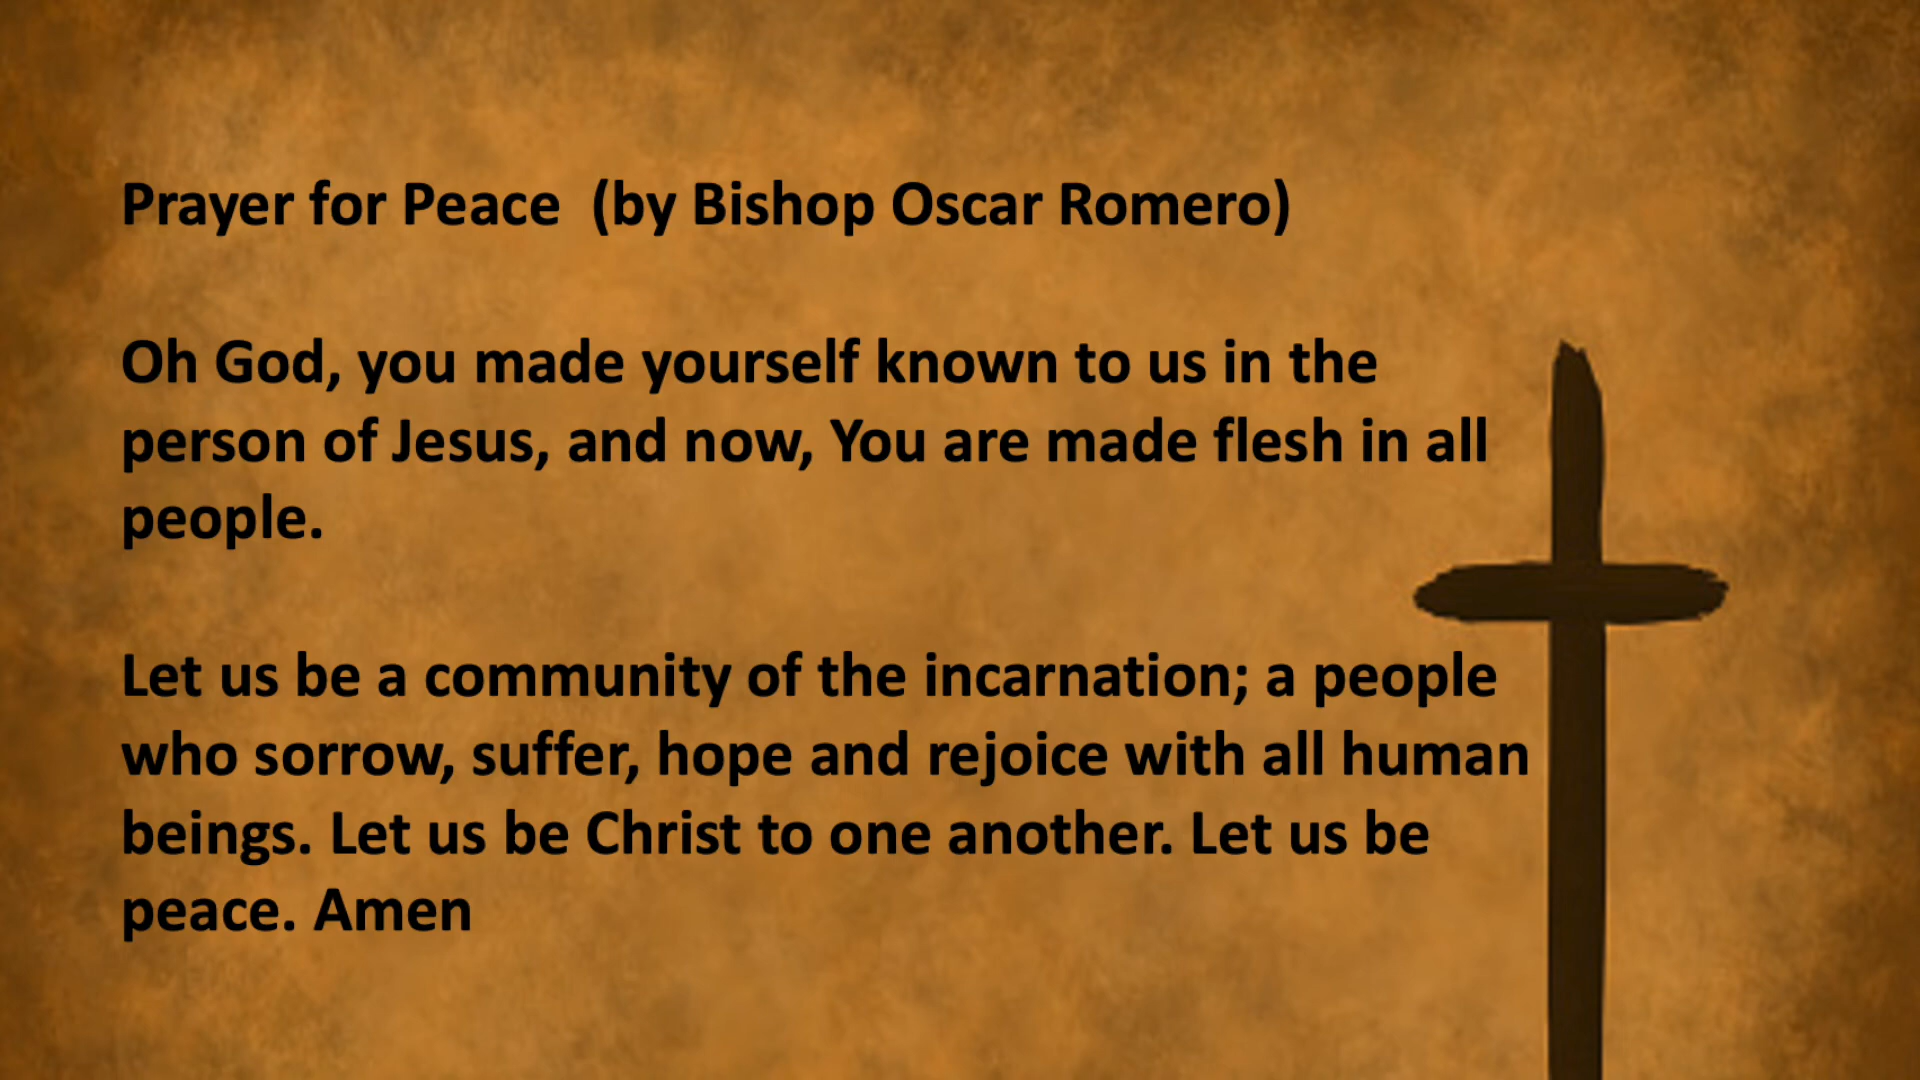 Prayer for Peace  (by Bishop Oscar Romero)
Oh God, you made yourself known to us in the
person of Jesus, and now, You are made flesh in all
people.
Let us be a community of the incarnation; a people
who sorrow, suffer, hope and rejoice with all human
beings. Let us be Christ to one another. Let us be
peace. Amen